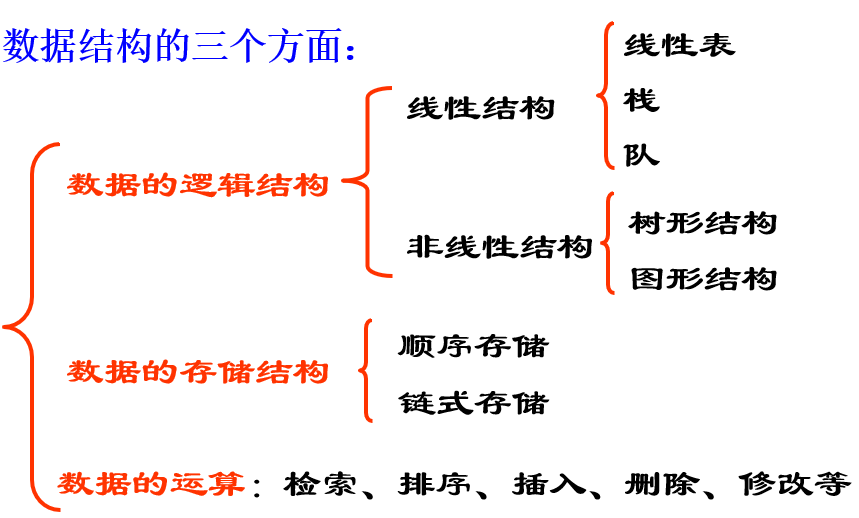 数据结构的三个方面：
数据的逻辑结构
线性结构
线性表
栈
队
非线性结构
树形结构
图形结构
数据的存储结构
顺序存储
链式存储
数据的运算：检索、排序、插入、删除、修改等